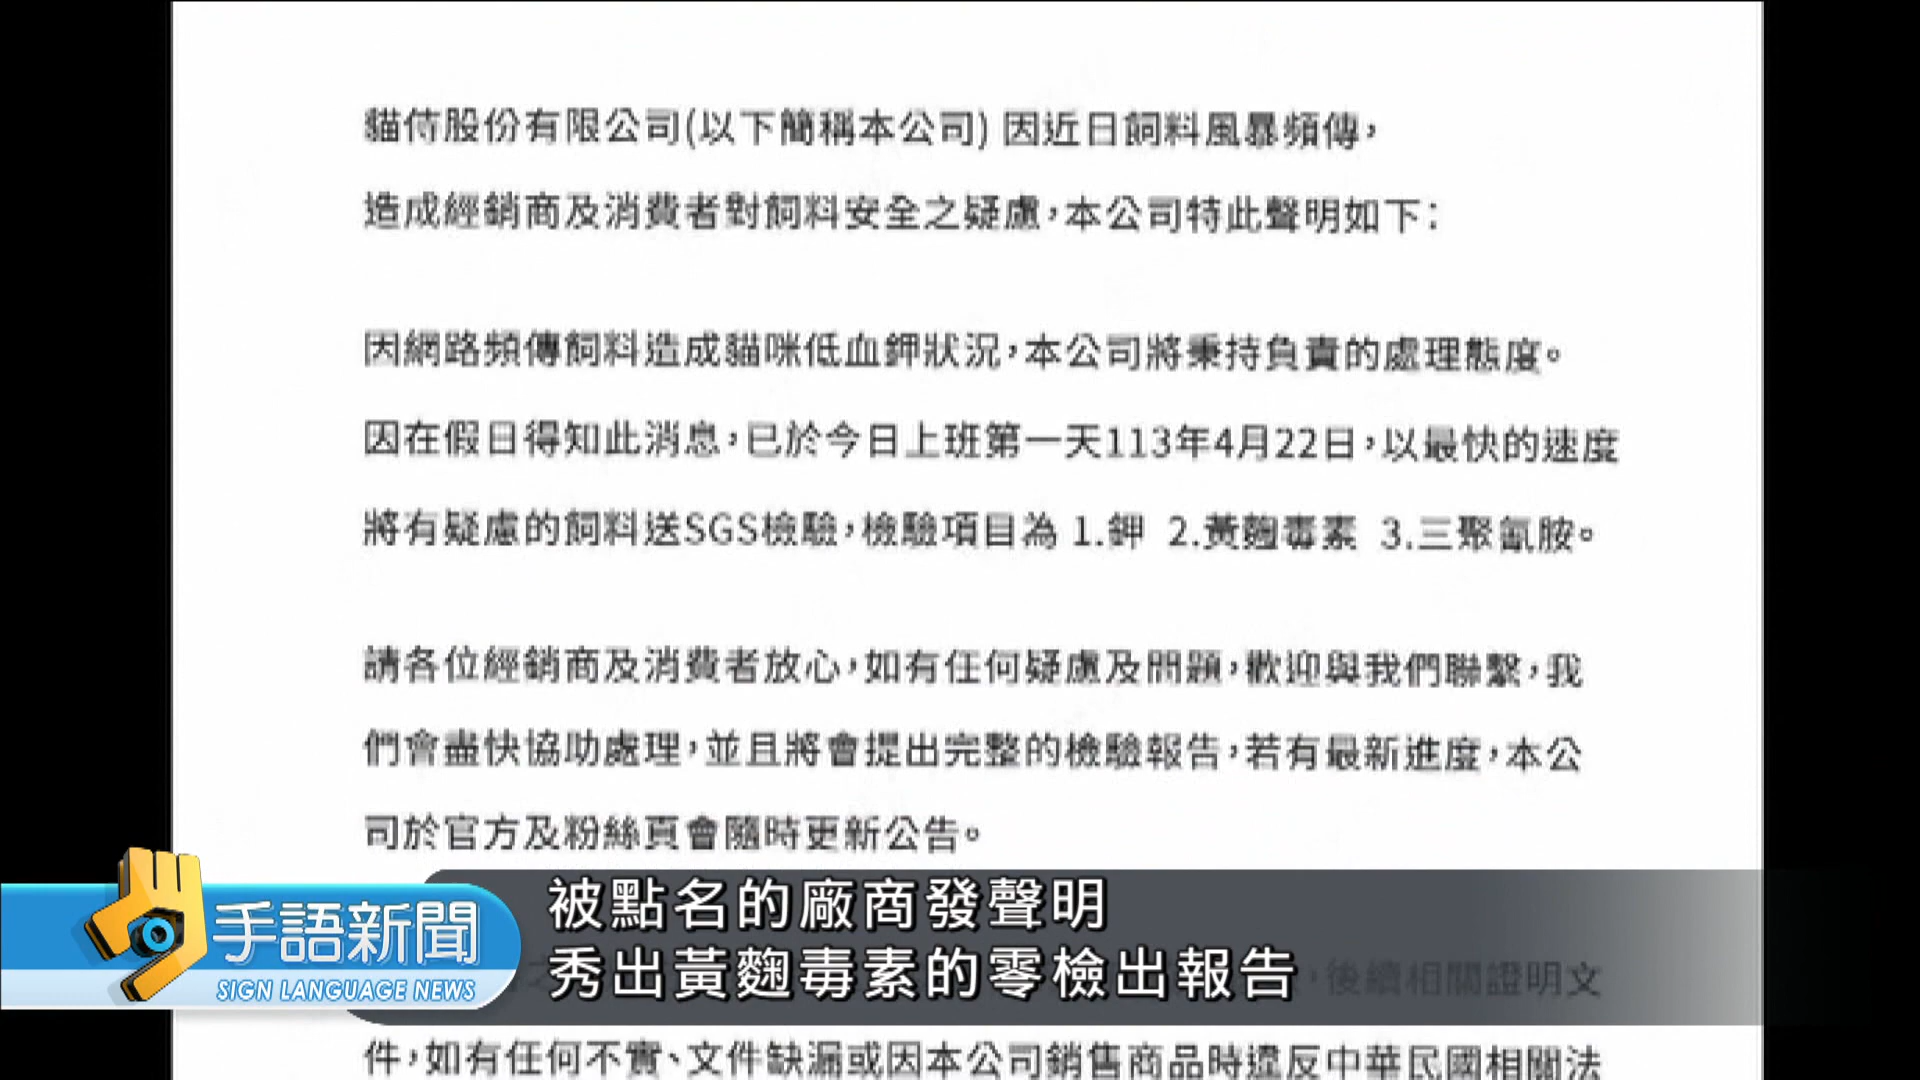 貓侍股份有限公司(以下簡稱本公司) 因近日飼料風暴頻傳，
造成經銷商及消費者對飼料安全之疑慮，本公司特此聲明如下：
因網路頻傳飼料造成貓咪低血鉀狀況，本公司將秉持負責的處理態度。
因在假日得知此消息，已於今日上班第一天113年4月22日，以最快的速度
將有疑慮的飼料送SGS檢驗，檢驗項目為 1.鉀 2.黃麴毒素 3.三聚氰胺。
請各位經銷商及消費者放心，如有任何疑慮及問題，歡迎與我們聯繫，我
們會盡快協助處理，並且將會提出完整的檢驗報告，若有最新進度，本公
司於官方及粉絲頁會隨時更新公告。
手語新聞
SIGN LANGUAGE NEWS
被點名的廠商發聲明
秀出黃麴毒素的零檢出報告
，後續相關證明文
件，如有任何不實、文件缺漏或因本公司銷售商品時違反中華民國相關法